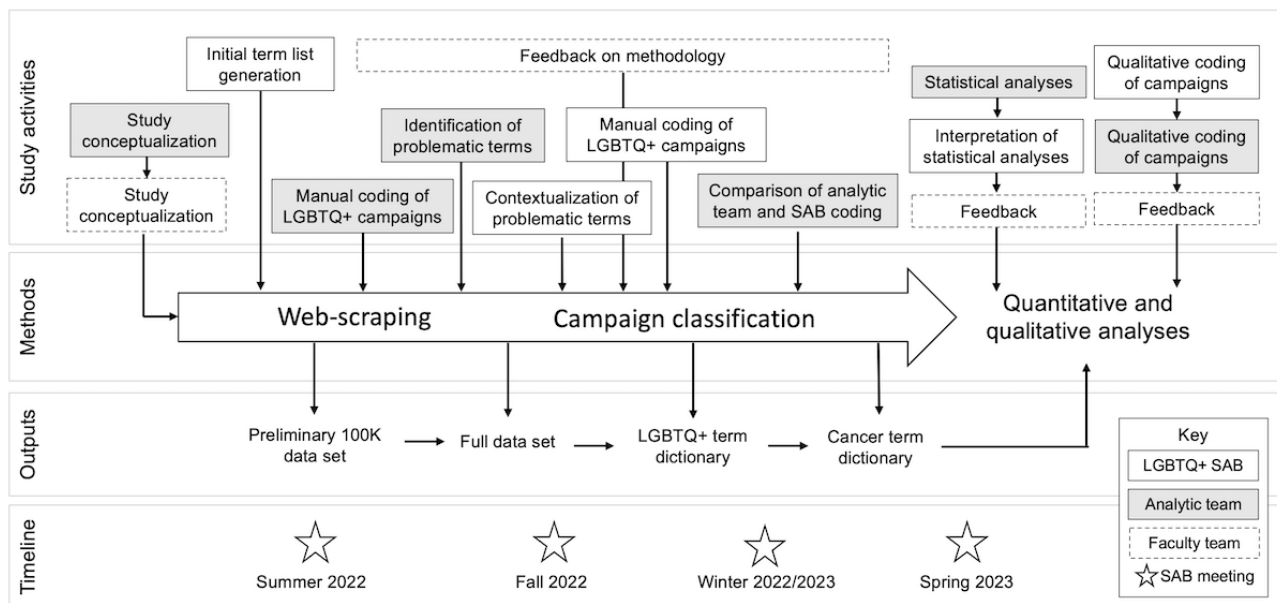 Study activities
Initial term list
generation
Feedback on methodology
Study
conceptualization
Study
conceptualization
Manual coding of
LGBTQ+ campaigns
Identification of
problematic terms
Contextualization of
problematic terms
Manual coding of
LGBTQ+ campaigns
Comparison of analytic
team and SAB coding
Statistical analyses
Interpretation of
statistical analyses
Feedback
Qualitative coding
of campaigns
Qualitative coding
of campaigns
Feedback
Methods
Web-scraping
Campaign classification
Quantitative and
qualitative analyses
Outputs
Preliminary 100K
data set
Full data set
LGBTQ+ term
dictionary
Cancer term
dictionary
Key
LGBTQ+ SAB
Analytic team
Faculty team
SAB meeting
Timeline
Summer 2022
Fall 2022
Winter 2022/2023
Spring 2023